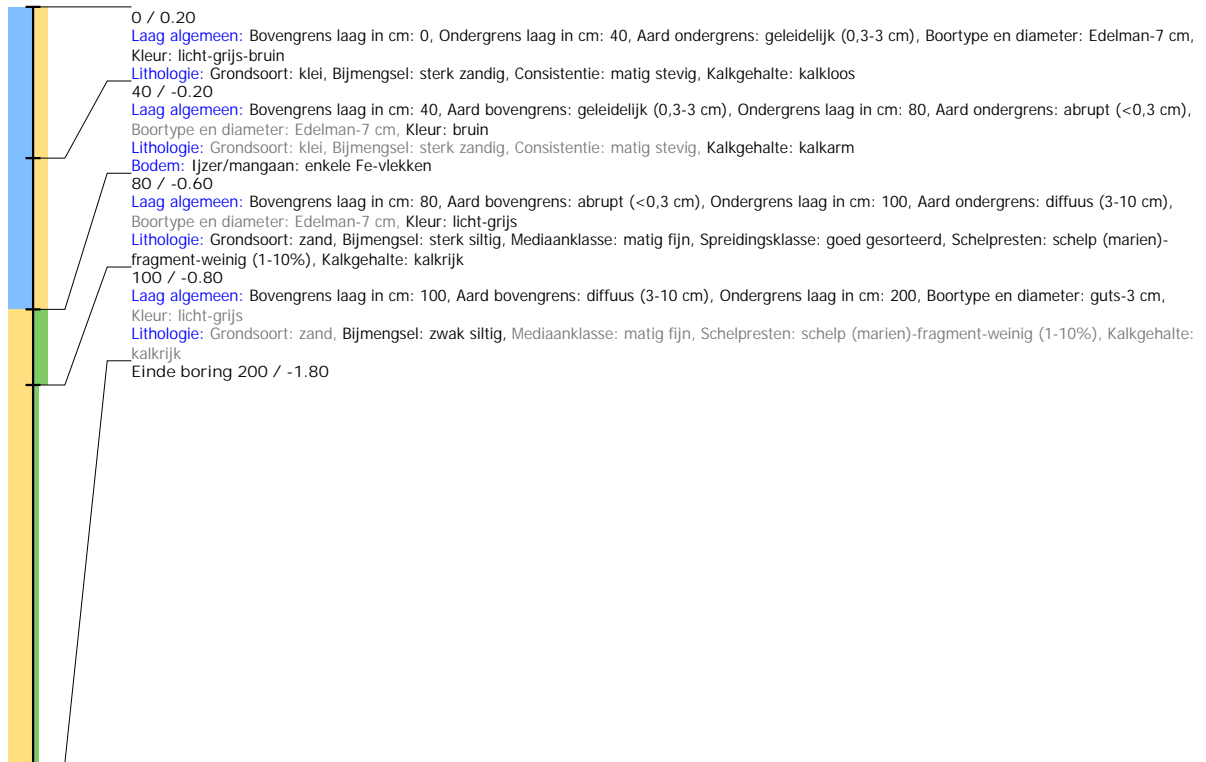 0 / 0.20
Laag algemeen: Bovengrens laag in cm: 0, Ondergrens laag in cm: 40, Aard ondergrens: geleidelijk (0,3-3 cm), Boortype en diameter: Edelman-7 cm,
Kleur: licht-grijs-bruin
Lithologie: Grondsoort: klei, Bijmengsel: sterk zandig, Consistentie: matig stevig, Kalkgehalte: kalkloos
40 / -0.20
Laag algemeen: Bovengrens laag in cm: 40, Aard bovengrens: geleidelijk (0,3-3 cm), Ondergrens laag in cm: 80, Aard ondergrens: abrupt (<0,3 cm),
Boortype en diameter: Edelman-7 cm, Kleur: bruin
Lithologie: Grondsoort: klei, Bijmengsel: sterk zandig, Consistentie: matig stevig, Kalkgehalte: kalkarm
Bodem: Ijzer/mangaan: enkele Fe-vlekken
80 / -0.60
Laag algemeen: Bovengrens laag in cm: 80, Aard bovengrens: abrupt (<0,3 cm), Ondergrens laag in cm: 100, Aard ondergrens: diffuus (3-10 cm),
Boortype en diameter: Edelman-7 cm, Kleur: licht-grijs
Lithologie: Grondsoort: zand, Bijmengsel: sterk siltig, Mediaanklasse: matig fijn, Spreidingsklasse: goed gesorteerd, Schelpresten: schelp (marien)-
fragment-weinig (1-10%), Kalkgehalte: kalkrijk
100 / -0.80
Laag algemeen: Bovengrens laag in cm: 100, Aard bovengrens: diffuus (3-10 cm), Ondergrens laag in cm: 200, Boortype en diameter: guts-3 cm,
Kleur: licht-grijs
Lithologie: Grondsoort: zand, Bijmengsel: zwak siltig, Mediaanklasse: matig fijn, Schelpresten: schelp (marien)-fragment-weinig (1-10%), Kalkgehalte:
kalkrijk
Einde boring 200 / -1.80